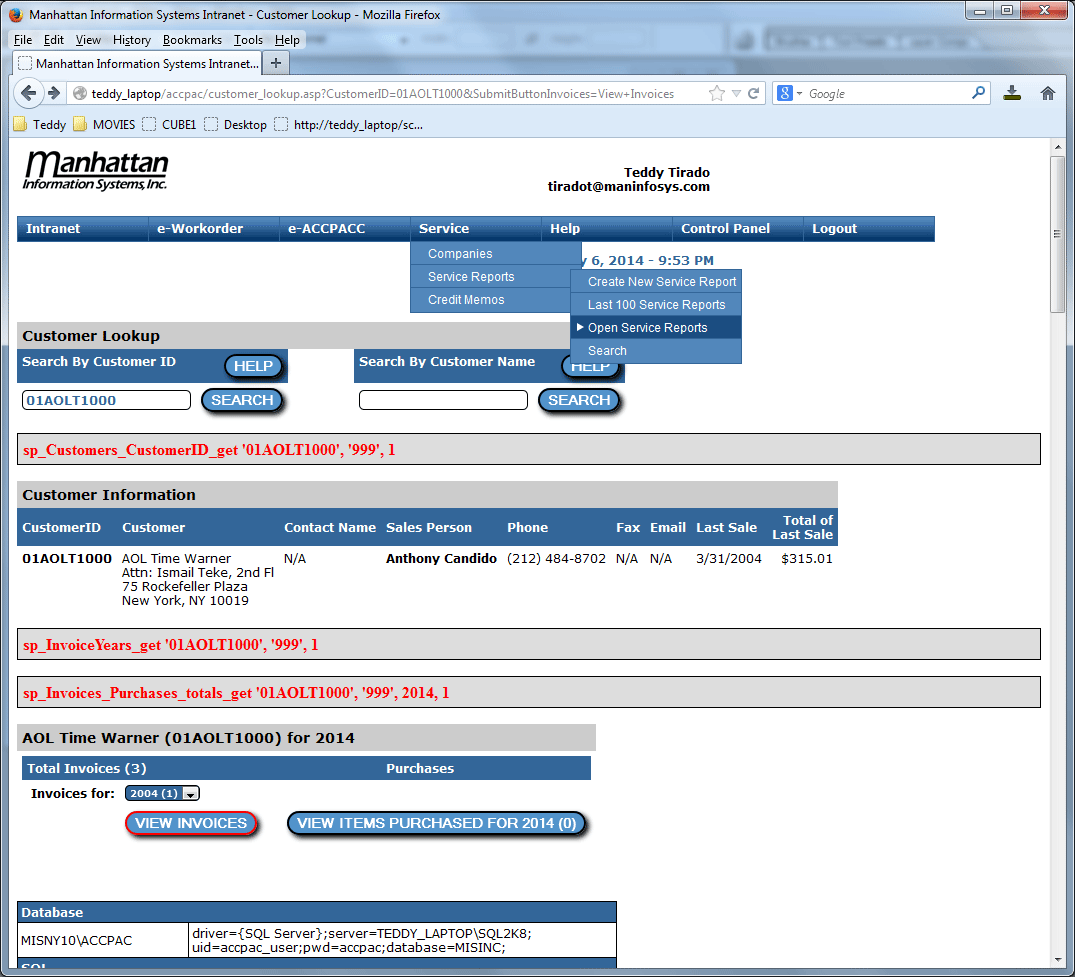 Manhattan Information Systems Intranet - Customer Lookup - Mozilla Firefox
File Edit View History Bookmarks Tools Help
Manhattan Information Systems Intranet...
teddy_laptop/accpac/customer_lookup.asp?CustomerID=01AOLT1000&SubmitButtonInvoices=View+Invoices
8 Google
Teddy MOVIES CUBE1 Desktop http://teddy_laptop/sc...
Manhattan
Information Systems, Inc.
Teddy Tirado
tiradot@maninfosys.com
Intranet e-Workorder e-ACCPACC Service Help Control Panel Logout
Companies
y 6, 2014 - 9:53 PM
Service Reports
Create New Service Report
Credit Memos
Last 100 Service Reports
Open Service Reports
Search
Customer Lookup
Search By Customer ID HELP
Search By Customer Name HELP
01AOLT1000 SEARCH
SEARCH
sp_Customers_CustomerID_get '01AOLT1000', '999', 1
Customer Information
CustomerID Customer Contact Name Sales Person Phone Fax Email Last Sale Total of Last Sale
01AOLT1000 AOL Time Warner N/A Anthony Candido (212) 484-8702 N/A N/A 3/31/2004 $315.01
Attn: Ismail Teke, 2nd Fl
75 Rockefeller Plaza
New York, NY 10019
sp_InvoiceYears_get '01AOLT1000', '999', 1
sp_Invoices_Purchases_totals_get '01AOLT1000', '999', 2014, 1
AOL Time Warner (01AOLT1000) for 2014
Total Invoices (3) Purchases
Invoices for: 2004 (1)
VIEW INVOICES VIEW ITEMS PURCHASED FOR 2014 (0)
Database
MISNY10\ACCPAC
driver={SQL Server};server=TEDDY_LAPTOP\SQL2K8;
uid=accpac_user;pwd=accpac;database=MISINC;
SQL